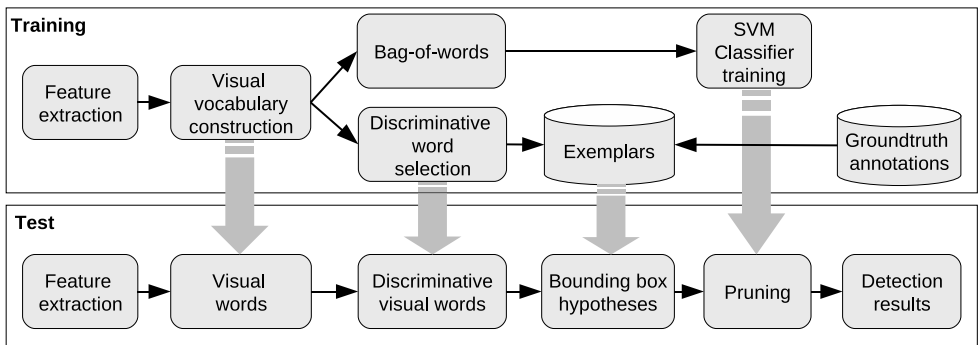 Training
Feature
extraction
Visual
vocabulary
construction
Bag-of-words
Discriminative
word
selection
Exemplars
SVM
Classifier
training
Groundtruth
annotations
Test
Feature
extraction
Visual
words
Discriminative
visual words
Bounding box
hypotheses
Pruning
Detection
results